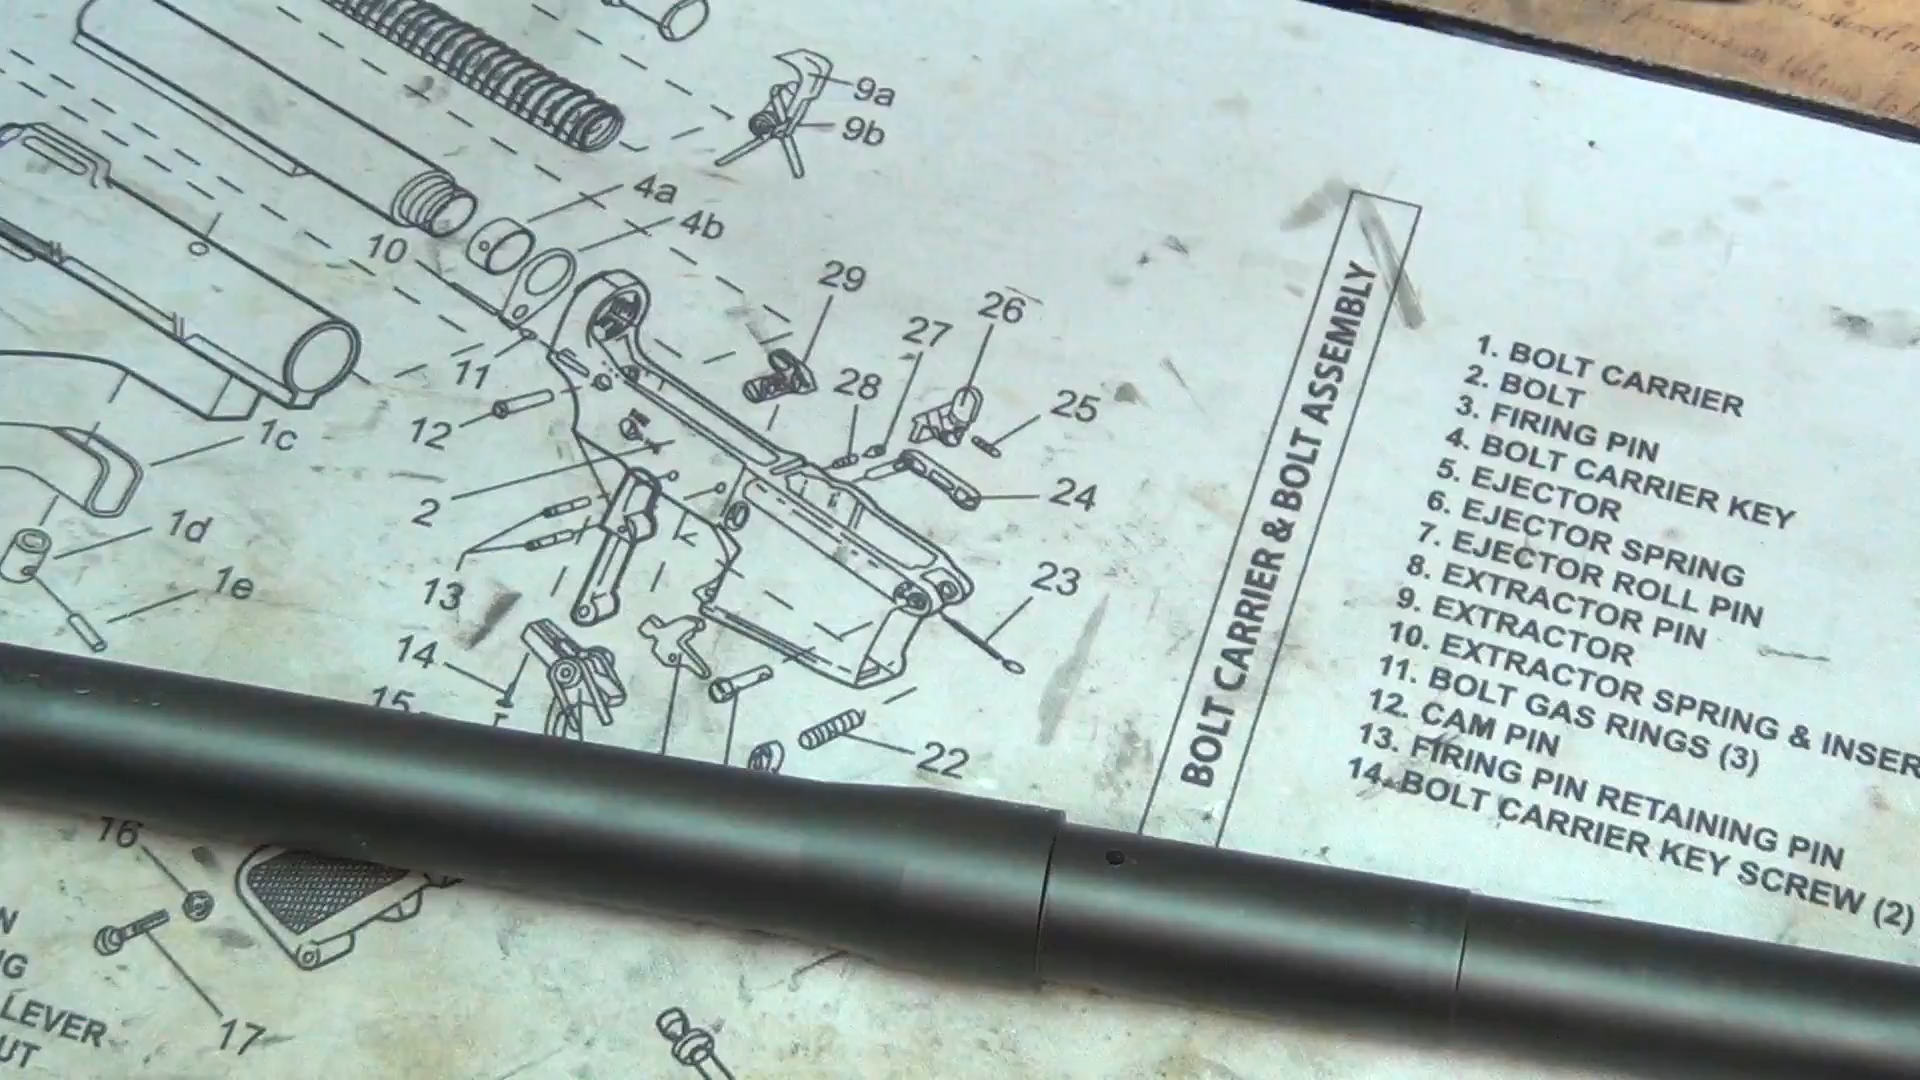 9a
9b
4a
4b
10
29
26
27
11
28
25
12
1c
24
2
1d
13
23
1e
14
15
22
16
17
LEVER
BOLT CARRIER & BOLT ASSEMBLY
1. BOLT CARRIER
2. BOLT
3. FIRING PIN
4. BOLT CARRIER KEY
5. EJECTOR
6. EJECTOR SPRING
7. EJECTOR ROLL PIN
8. EXTRACTOR PIN
9. EXTRACTOR
10. EXTRACTOR SPRING & INSER
11. BOLT GAS RINGS (3)
12. CAM PIN
13. FIRING PIN RETAINING PIN
14. BOLT CARRIER KEY SCREW (2)